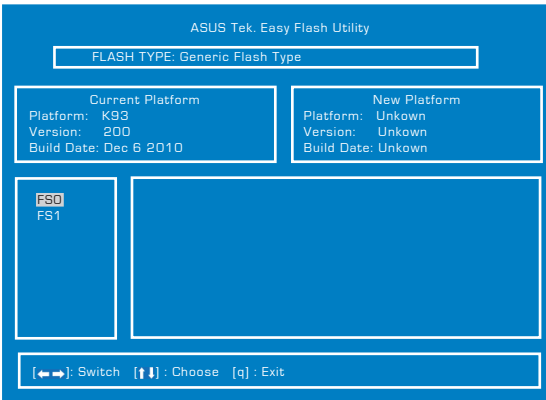 ASUS Tek. Easy Flash Utility
FLASH TYPE: Generic Flash Type
Current Platform
Platform: K93
Version: 200
Build Date: Dec 6 2010
New Platform
Platform: Unkown
Version: Unkown
Build Date: Unkown
FS0
FS1
[←→]: Switch [↑↓] : Choose [q] : Exit